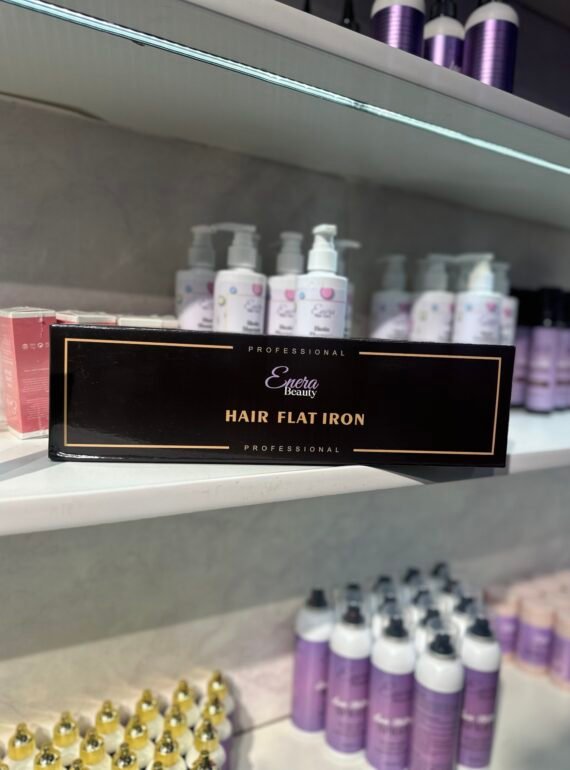 PROFESSIONAL
Enera
Beauty
HAIR FLAT IRON
PROFESSIONAL